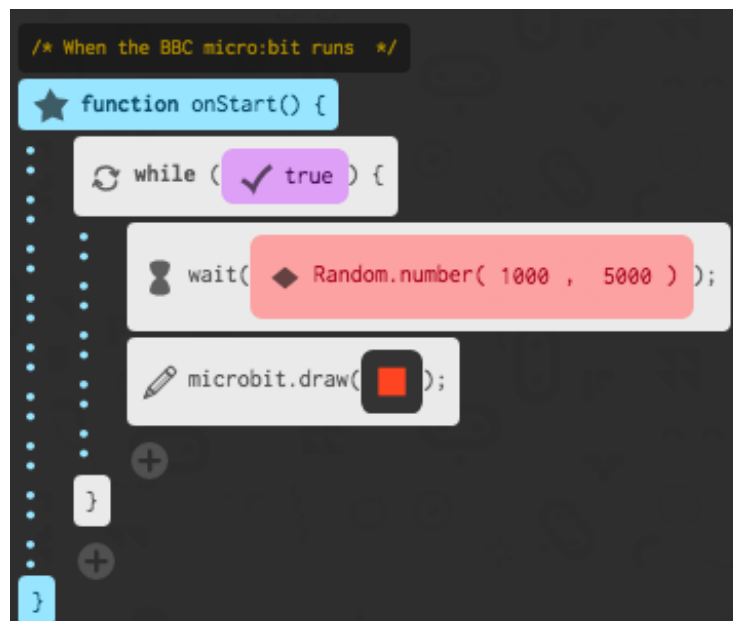 /* When the BBC micro:bit runs */
function onStart() {
while ( true ) {
wait( Random.number( 1000 , 5000 ) );
microbit.draw( );
}
}